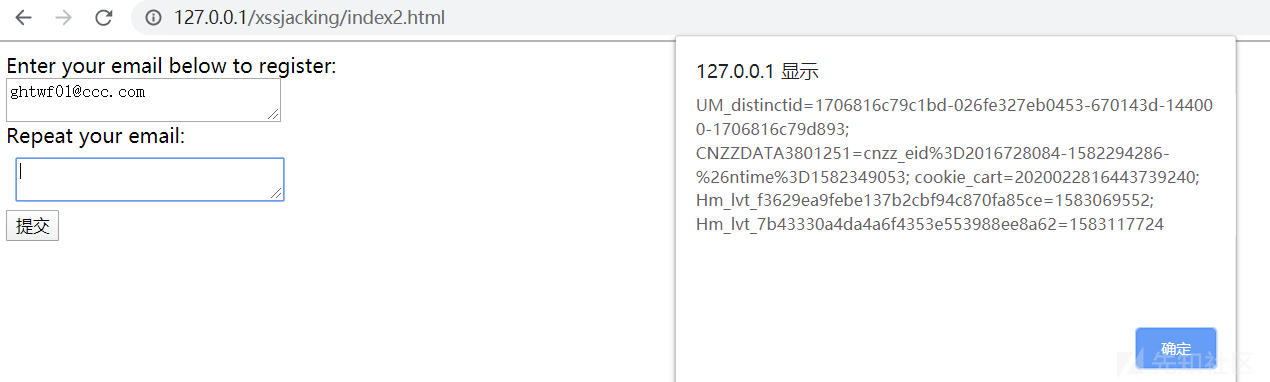 127.0.0.1/xssjacking/index2.html
Enter your email below to register:
ghtwf01@ccc.com
Repeat your email:
提交
127.0.0.1 显示
UM_distinctid=1706816c79c1bd-026fe327eb0453-670143d-14400
0-1706816c79d893;
CNZZDATA3801251=cnzz_eid%3D2016728084-1582294286-
%26ntime%3D1582349053; cookie_cart=2020022816443739240;
Hm_lvt_f3629ea9febe137b2cbf94c870fa85ce=1583069552;
Hm_lvt_7b43330a4da4a6f4353e553988ee8a62=1583117724
确定
先知社区